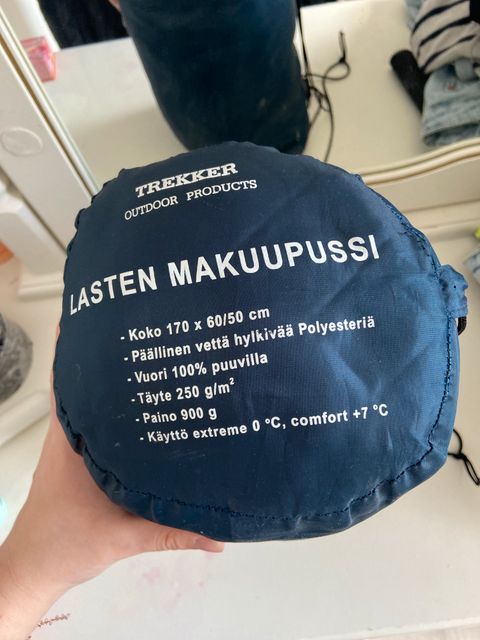 TREKKER
OUTDOOR PRODUCTS
LASTEN MAKUUPUSSI
- Koko 170 x 60/50 cm
- Päällinen vettä hylkivää Polyesteriä
- Vuori 100% puuvilla
- Täyte 250 g/m²
- Paino 900 g
- Käyttö extreme 0 °C, comfort +7 °C